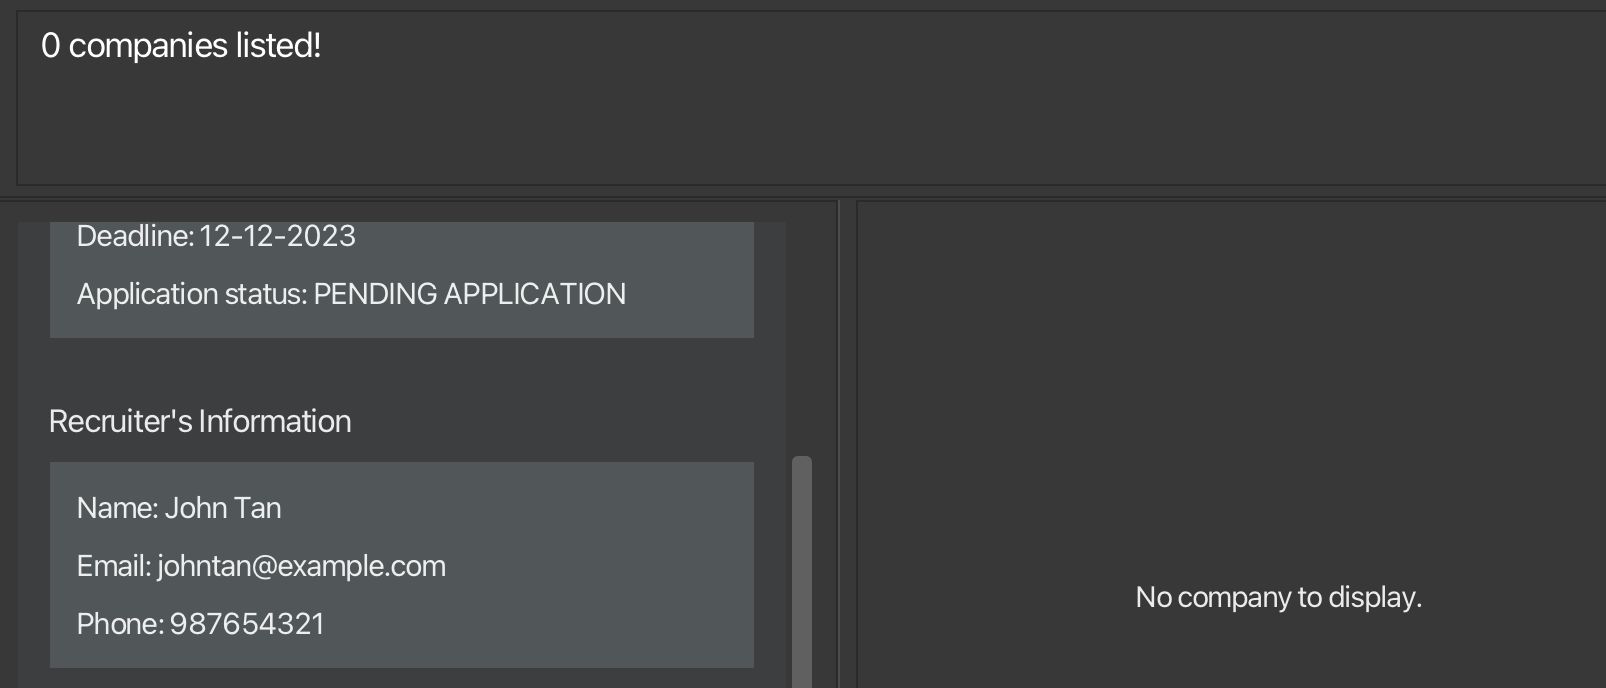 0 companies listed!
Deadline: 12-12-2023
Application status: PENDING APPLICATION
Recruiter's Information
Name: John Tan
Email: johntan@example.com
Phone: 987654321
No company to display.